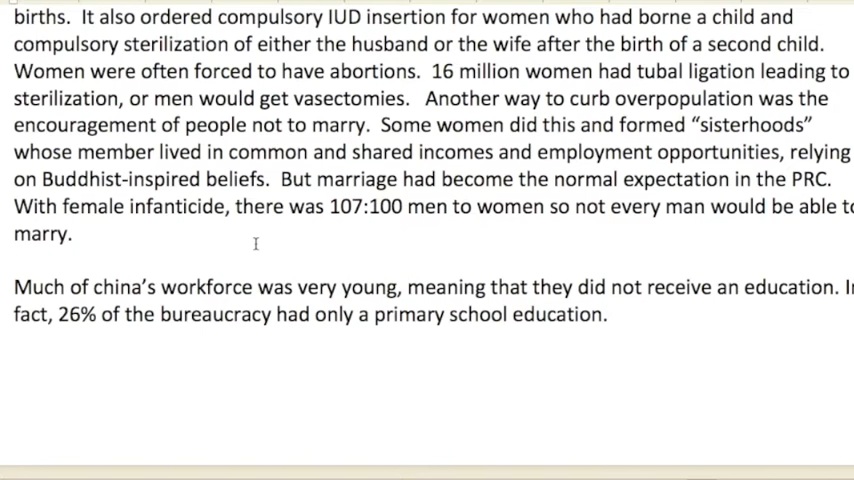 births.  It also ordered compulsory IUD insertion for women who had borne a child and
compulsory sterilization of either the husband or the wife after the birth of a second child.
Women were often forced to have abortions.  16 million women had tubal ligation leading to
sterilization, or men would get vasectomies.   Another way to curb overpopulation was the
encouragement of people not to marry.  Some women did this and formed “sisterhoods”
whose member lived in common and shared incomes and employment opportunities, relying
on Buddhist-inspired beliefs.  But marriage had become the normal expectation in the PRC.
With female infanticide, there was 107:100 men to women so not every man would be able to
marry.
Much of china’s workforce was very young, meaning that they did not receive an education. In
fact, 26% of the bureaucracy had only a primary school education.